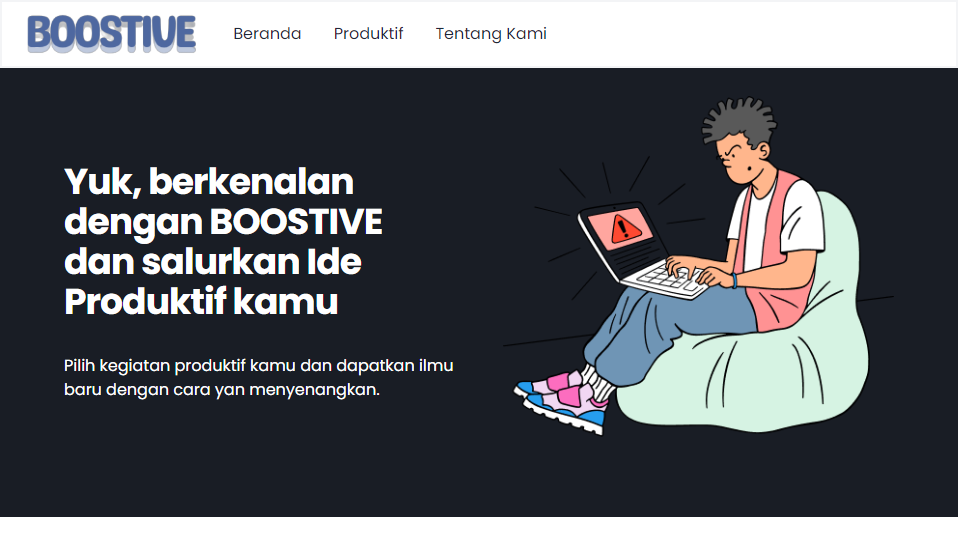 BOOSTIVE
Beranda Produktif Tentang Kami
Yuk, berkenalan
dengan BOOSTIVE
dan salurkan Ide
Produktif kamu
Pilih kegiatan produktif kamu dan dapatkan ilmu
baru dengan cara yan menyenangkan.